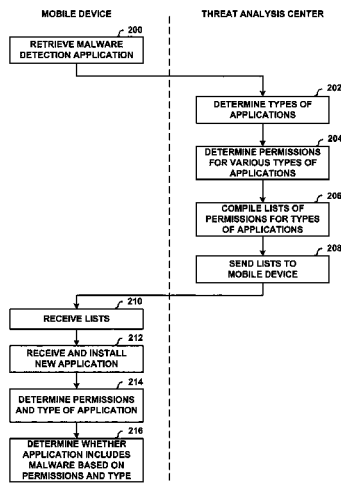 MOBILE DEVICE
THREAT ANALYSIS CENTER
200
RETRIEVE MALWARE
DETECTION APPLICATION
202
DETERMINE TYPES OF
APPLICATIONS
204
DETERMINE PERMISSIONS
FOR VARIOUS TYPES OF
APPLICATIONS
206
COMPILE LISTS OF
PERMISSIONS FOR TYPES
OF APPLICATIONS
208
SEND LISTS TO
MOBILE DEVICE
210
RECEIVE LISTS
212
RECEIVE AND INSTALL
NEW APPLICATION
214
DETERMINE PERMISSIONS
AND TYPE OF APPLICATION
216
DETERMINE WHETHER
APPLICATION INCLUDES
MALWARE BASED ON
PERMISSIONS AND TYPE